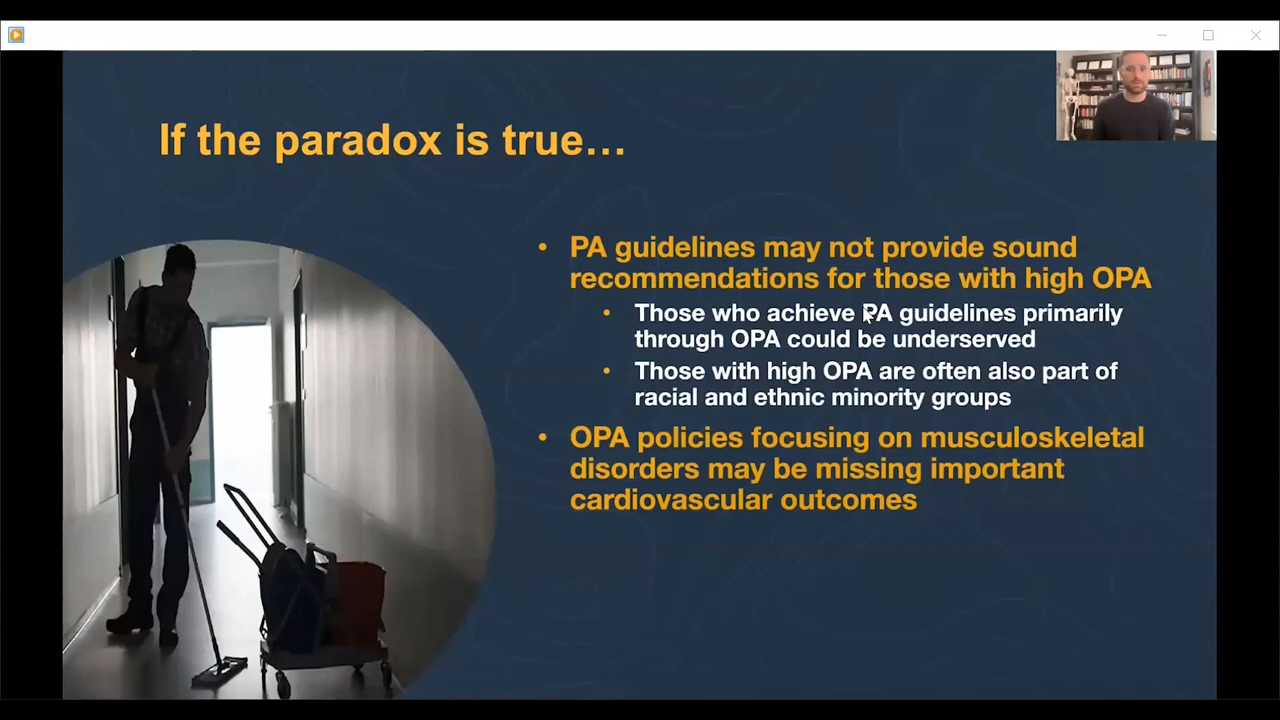 If the paradox is true…
• PA guidelines may not provide sound
recommendations for those with high OPA
• Those who achieve PA guidelines primarily
through OPA could be underserved
• Those with high OPA are often also part of
racial and ethnic minority groups
• OPA policies focusing on musculoskeletal
disorders may be missing important
cardiovascular outcomes